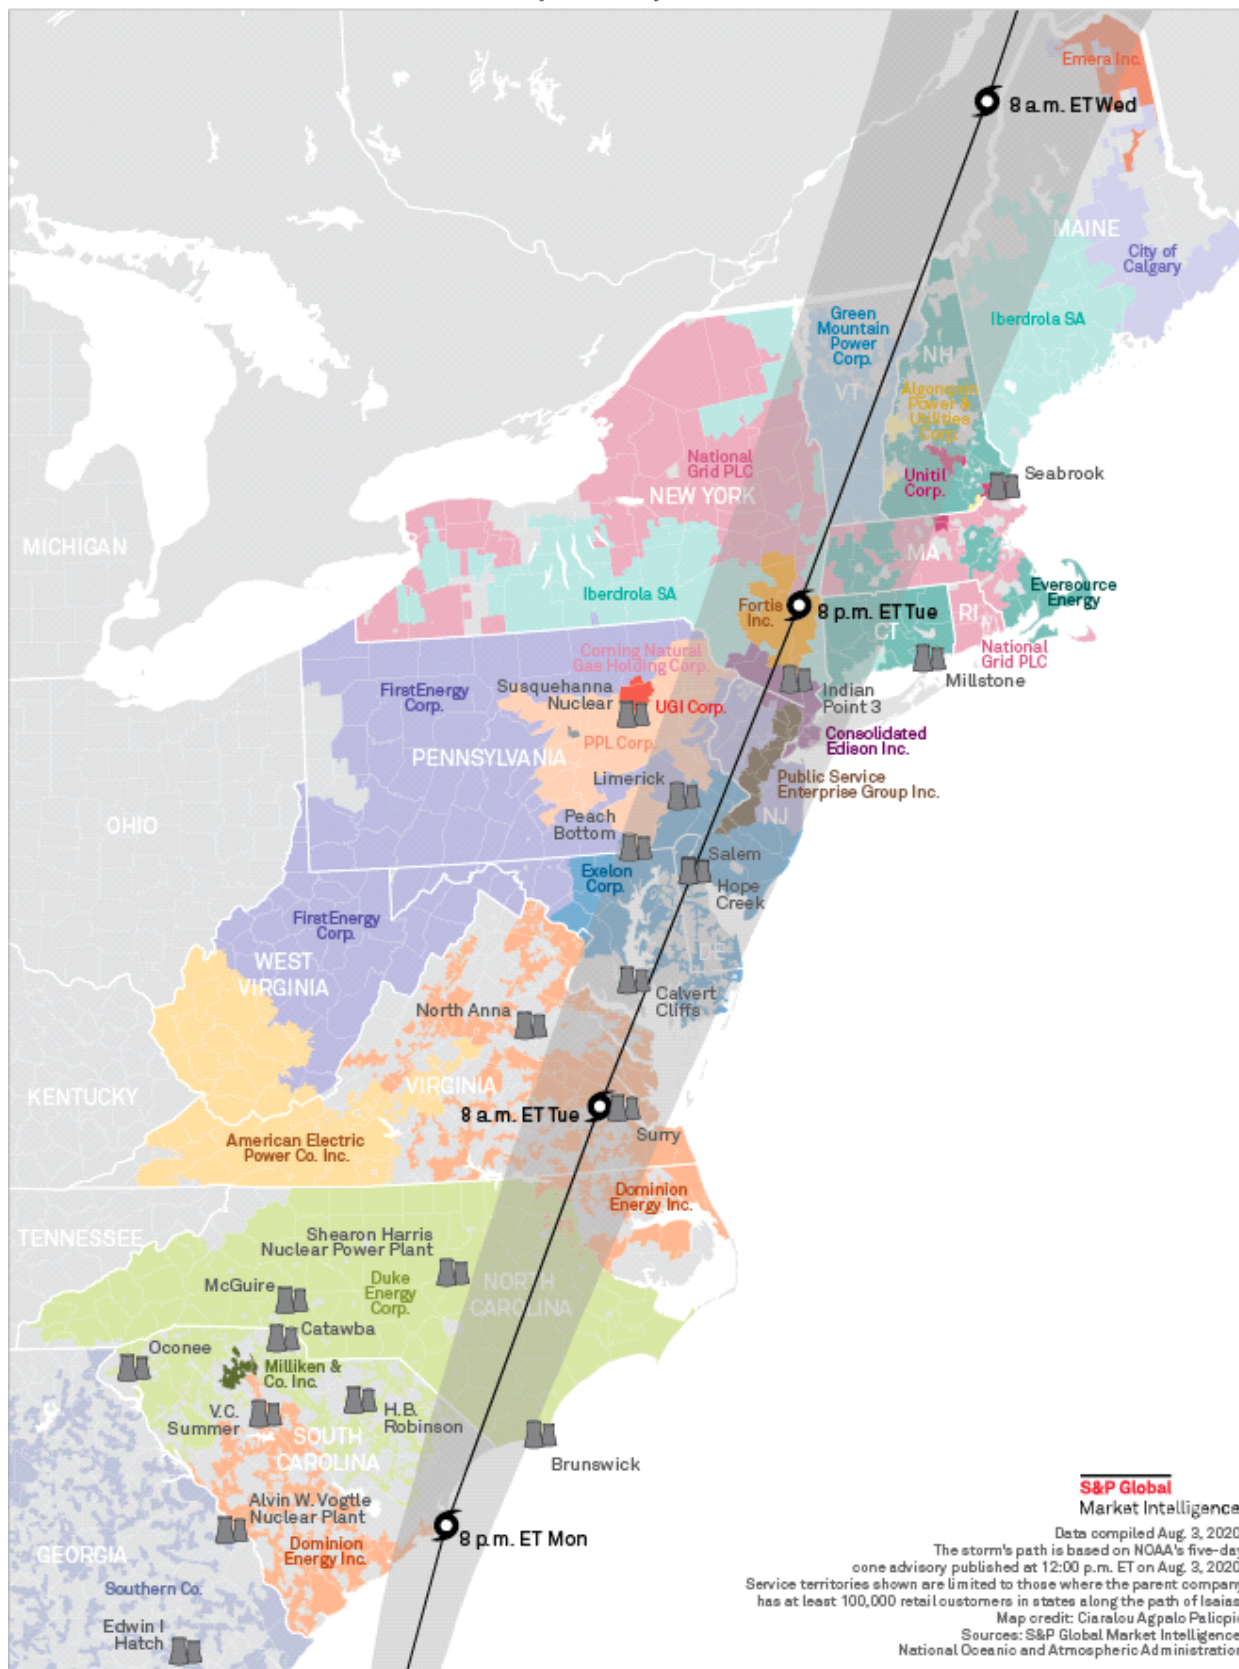 Emera Inc.
8 a.m. ET Wed
MAINE
City of
Calgary
Iberdrola SA
Green
Mountain
Power
Corp.
NH
VT
Algonquin
Power &
Utilities
Corp.
National
Grid PLC
NEW YORK
Unitil
Corp.
Seabrook
MICHIGAN
MA
Iberdrola SA
Eversource
Energy
Fortis
Inc.
8 p.m. ET Tue
CT
RI
National
Grid PLC
Corning Natural
Gas Holding Corp.
Millstone
FirstEnergy
Corp.
Susquehanna
Nuclear
UGI Corp.
Indian
Point 3
PPL Corp.
Consolidated
Edison Inc.
PENNSYLVANIA
Limerick
Public Service
Enterprise Group Inc.
NJ
OHIO
Peach
Bottom
Salem
Hope
Creek
Exelon
Corp.
FirstEnergy
Corp.
WEST
VIRGINIA
DE
Calvert
Cliffs
North Anna
KENTUCKY
VIRGINIA
8 a.m. ET Tue
Surry
American Electric
Power Co. Inc.
Dominion
Energy Inc.
TENNESSEE
Shearon Harris
Nuclear Power Plant
McGuire
Duke
Energy
Corp.
NORTH
CAROLINA
Catawba
Oconee
Milliken &
Co. Inc.
V.C.
Summer
H.B.
Robinson
SOUTH
CAROLINA
Brunswick
Alvin W. Vogtle
Nuclear Plant
8 p.m. ET Mon
Dominion
Energy Inc.
GEORGIA
Southern Co.
Edwin I
Hatch
S&P Global
Market Intelligence
Data compiled Aug. 3, 2020
The storm's path is based on NOAA's five-day
cone advisory published at 12:00 p.m. ET on Aug. 3, 2020
Service territories shown are limited to those where the parent company
has at least 100,000 retail customers in states along the path of Isaias
Map credit: Ciaralou Agpalo Palicpic
Sources: S&P Global Market Intelligence
National Oceanic and Atmospheric Administration